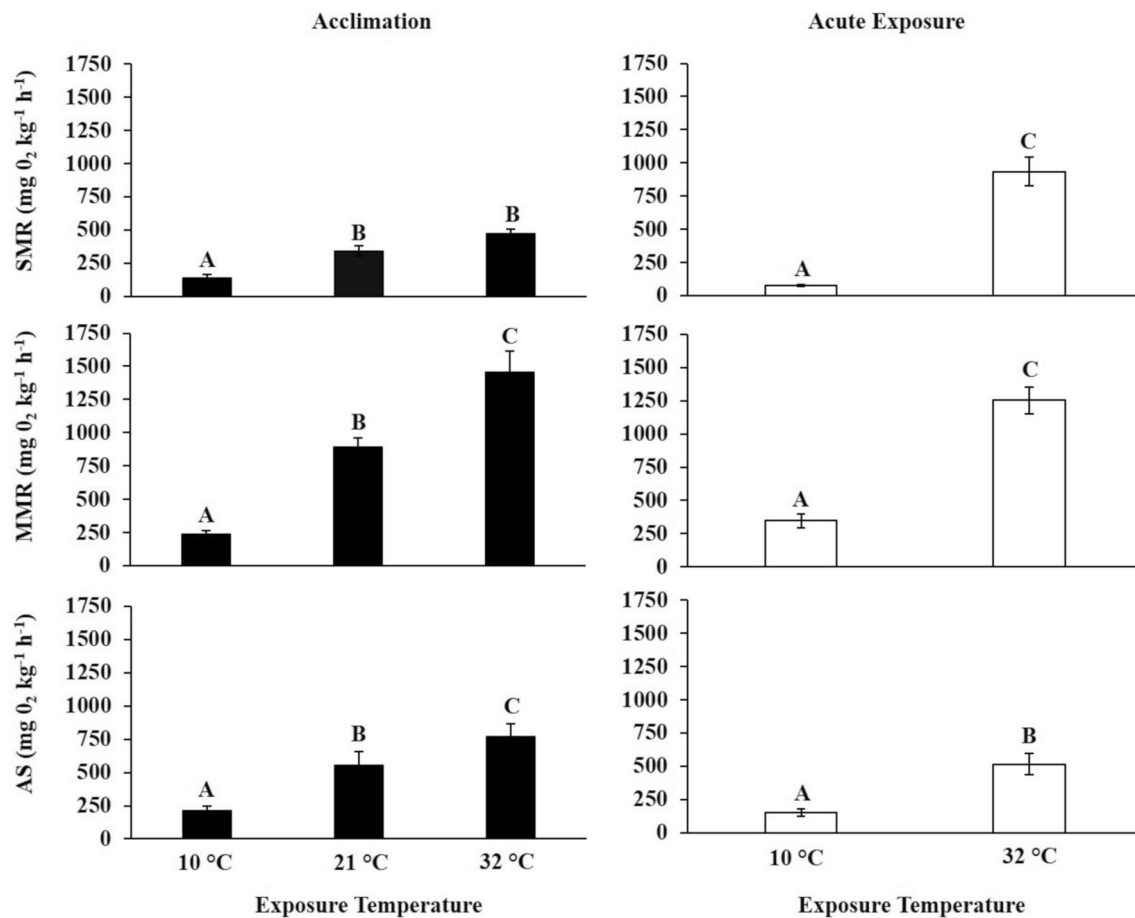 Acclimation
Acute Exposure
SMR (mg 0₂ kg⁻¹ h⁻¹)
1750
1500
1250
1000
750
500
250
0
A
B
B
1750
1500
1250
1000
750
500
250
0
A
C
MMR (mg 0₂ kg⁻¹ h⁻¹)
1750
1500
1250
1000
750
500
250
0
A
B
C
1750
1500
1250
1000
750
500
250
0
A
C
AS (mg 0₂ kg⁻¹ h⁻¹)
1750
1500
1250
1000
750
500
250
0
A
B
C
10 °C
21 °C
32 °C
Exposure Temperature
1750
1500
1250
1000
750
500
250
0
A
B
10 °C
32 °C
Exposure Temperature